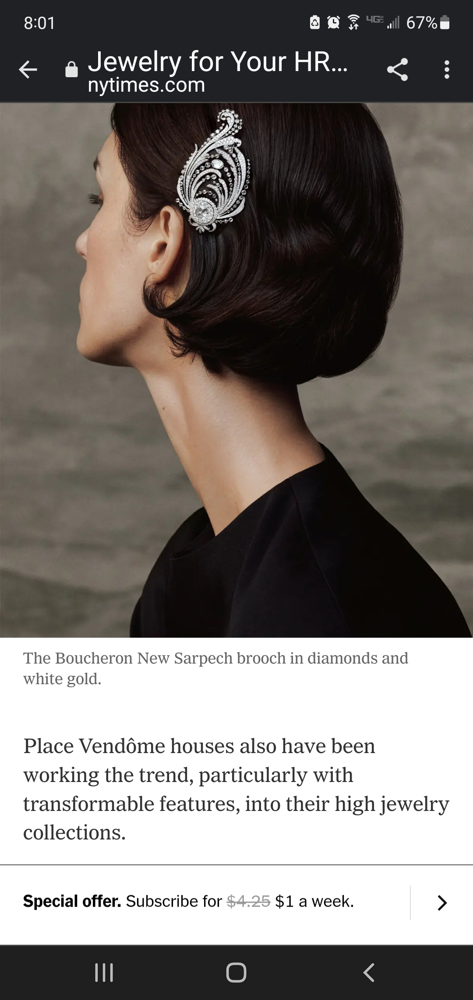 8:01
4G LTE 67%
Jewelry for Your HR...
nytimes.com
The Boucheron New Sarpech brooch in diamonds and
white gold.
Place Vendôme houses also have been
working the trend, particularly with
transformable features, into their high jewelry
collections.
Special offer. Subscribe for $4.25 $1 a week.